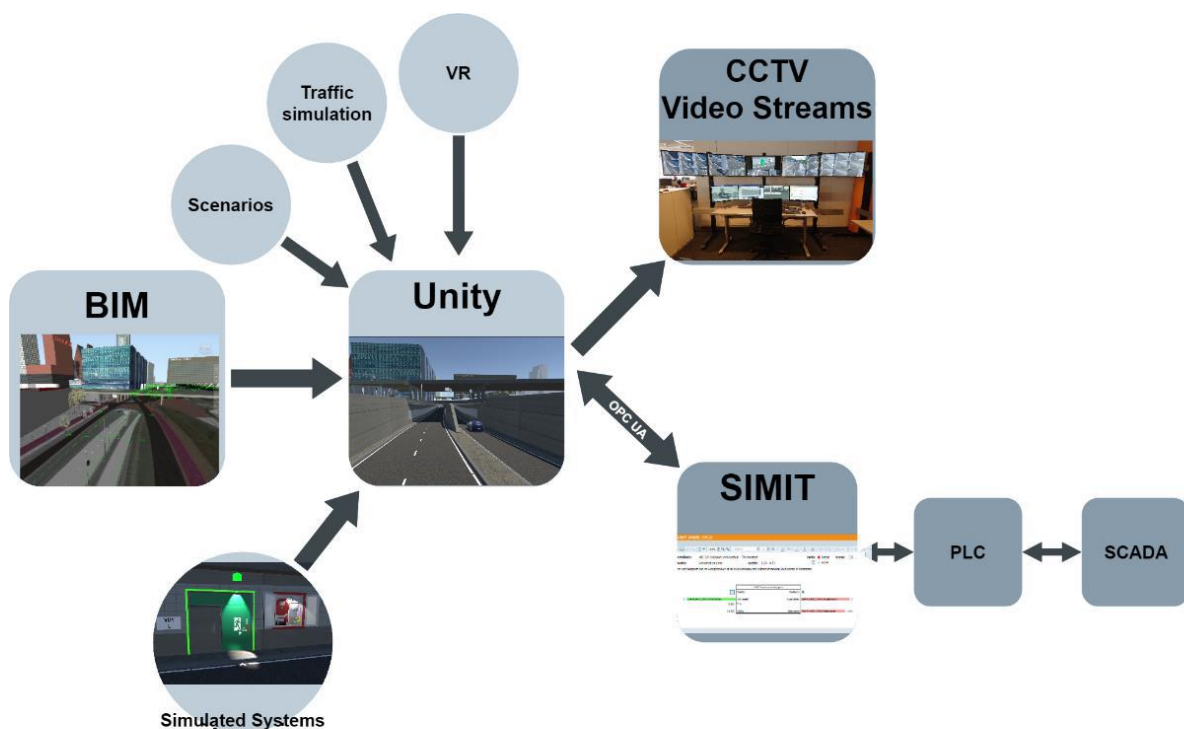 VR
Traffic
simulation
Scenarios
CCTV
Video Streams
BIM
Unity
OPC UA
SIMIT
PLC
SCADA
Simulated Systems